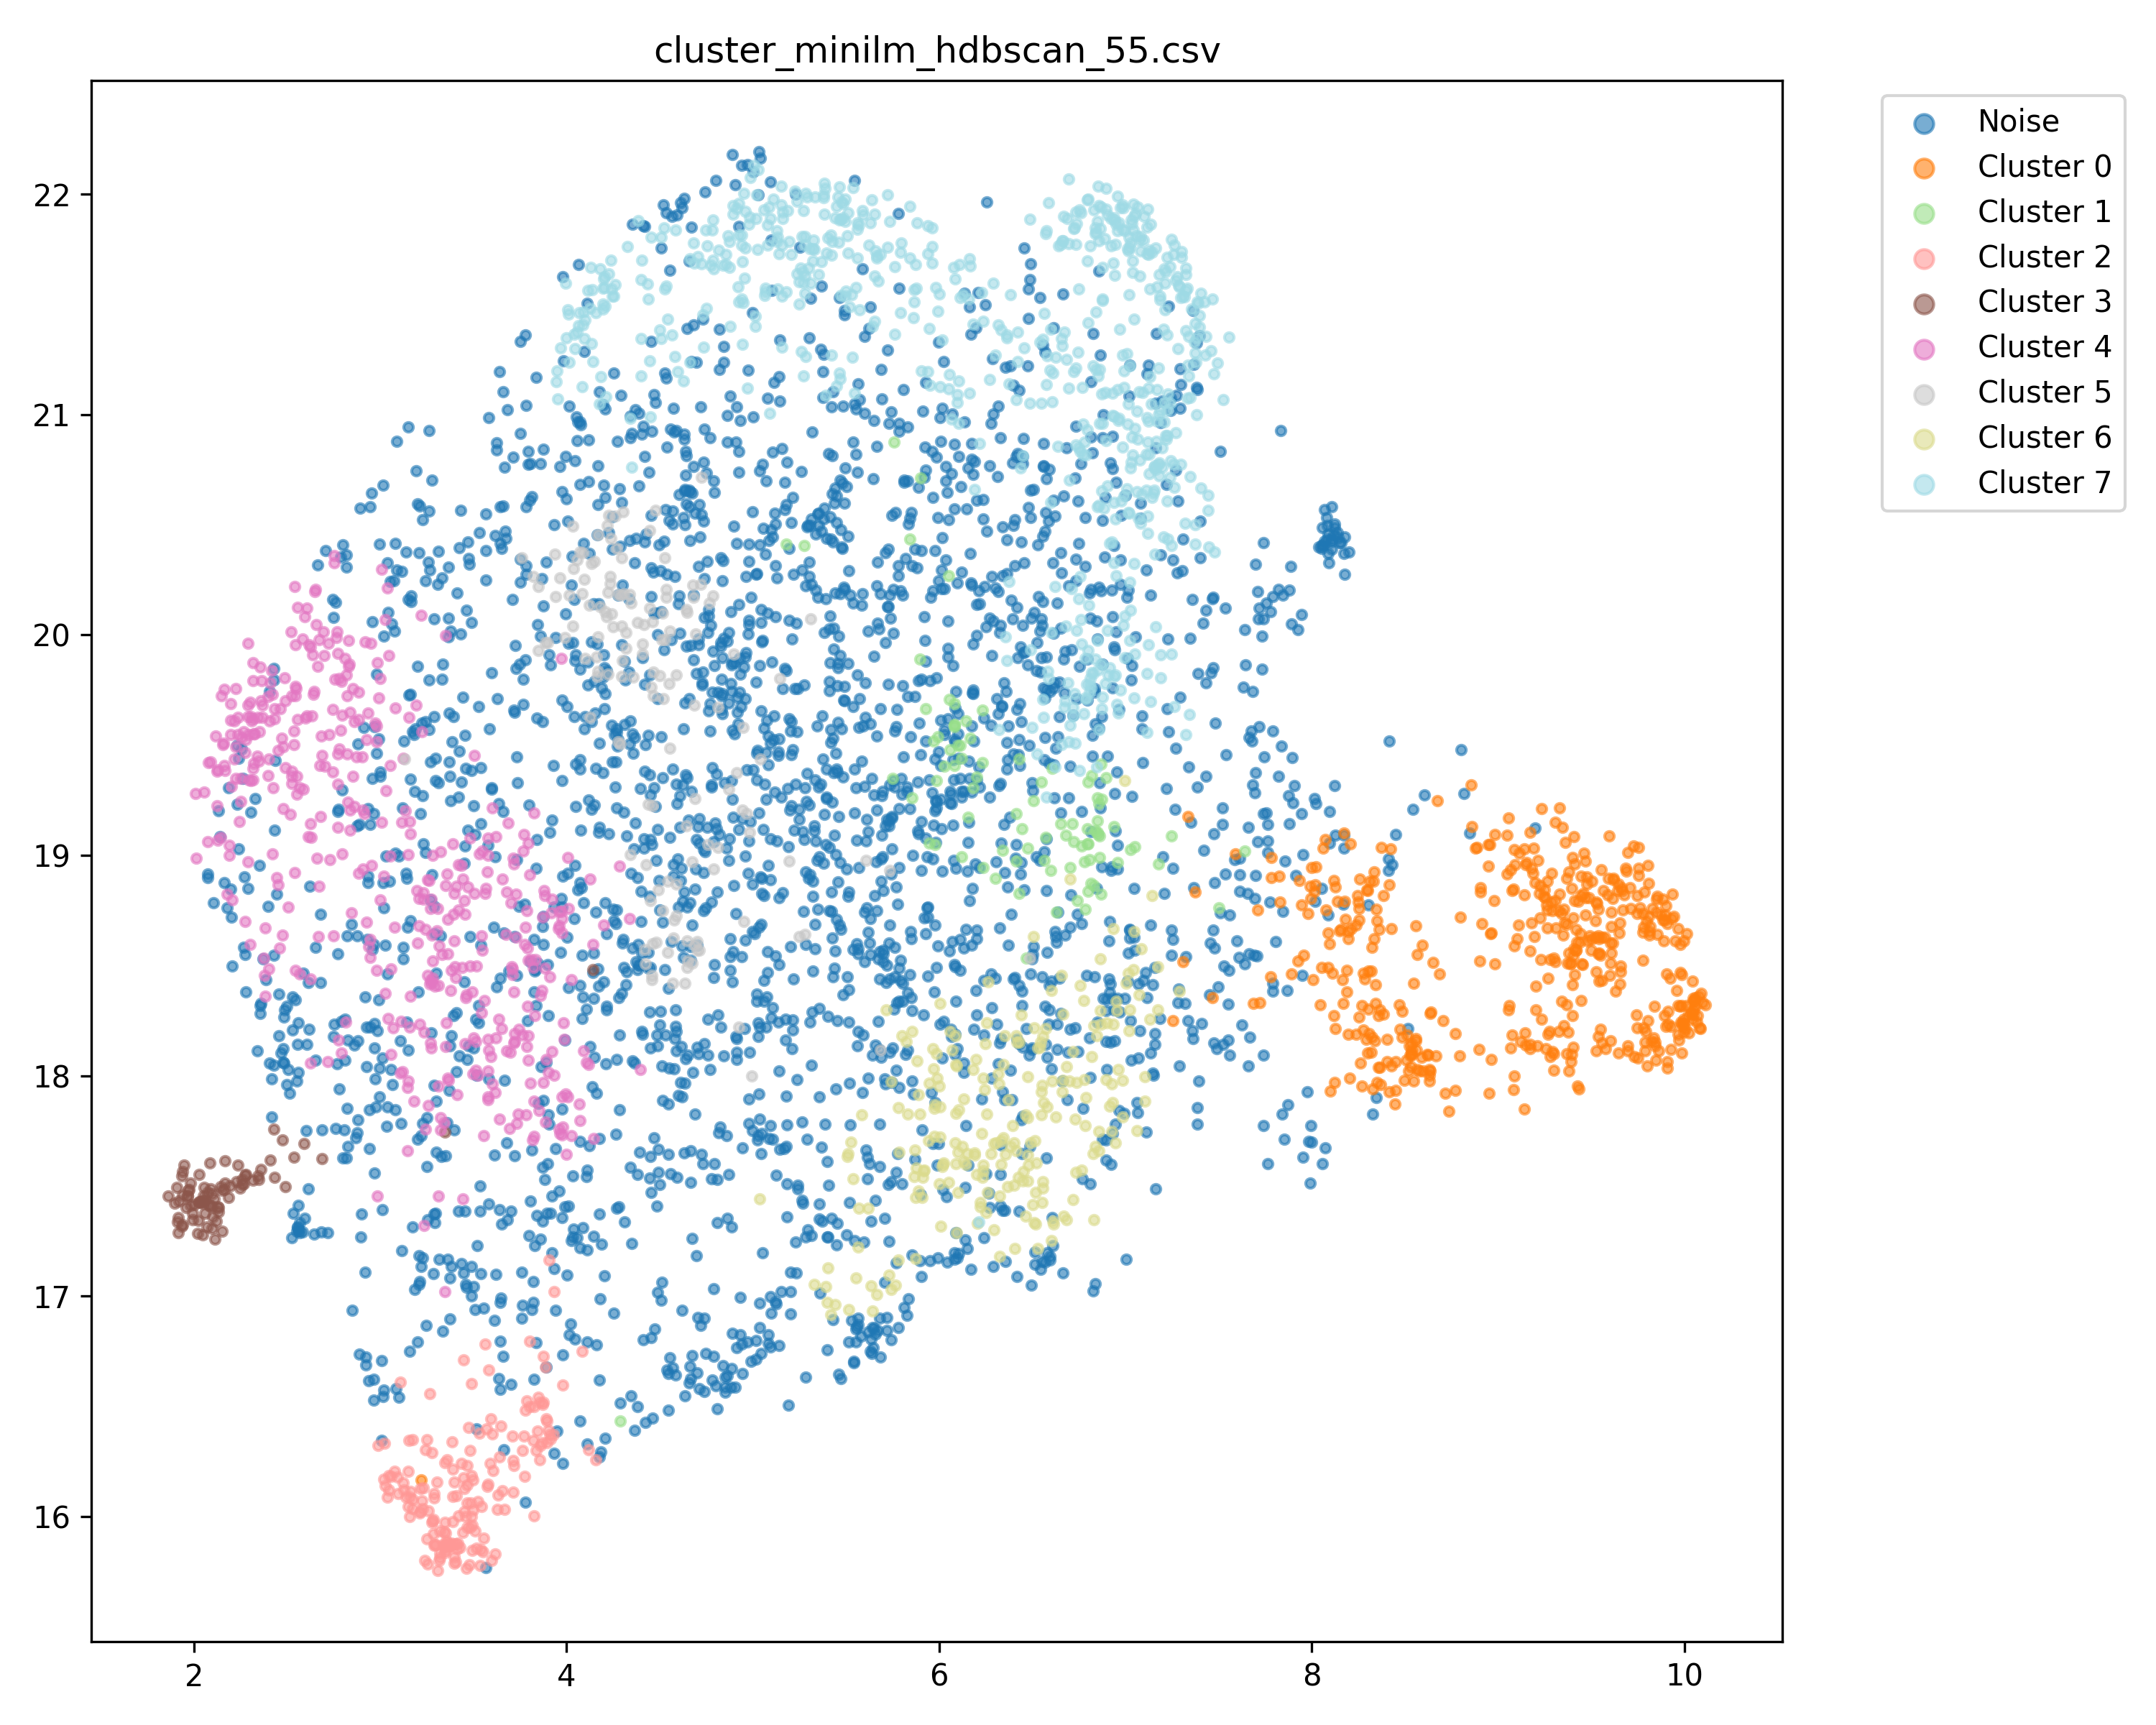 cluster_minilm_hdbscan_55.csv
Noise
Cluster 0
Cluster 1
Cluster 2
Cluster 3
Cluster 4
Cluster 5
Cluster 6
Cluster 7
22
21
20
19
18
17
16
2 4 6 8 10